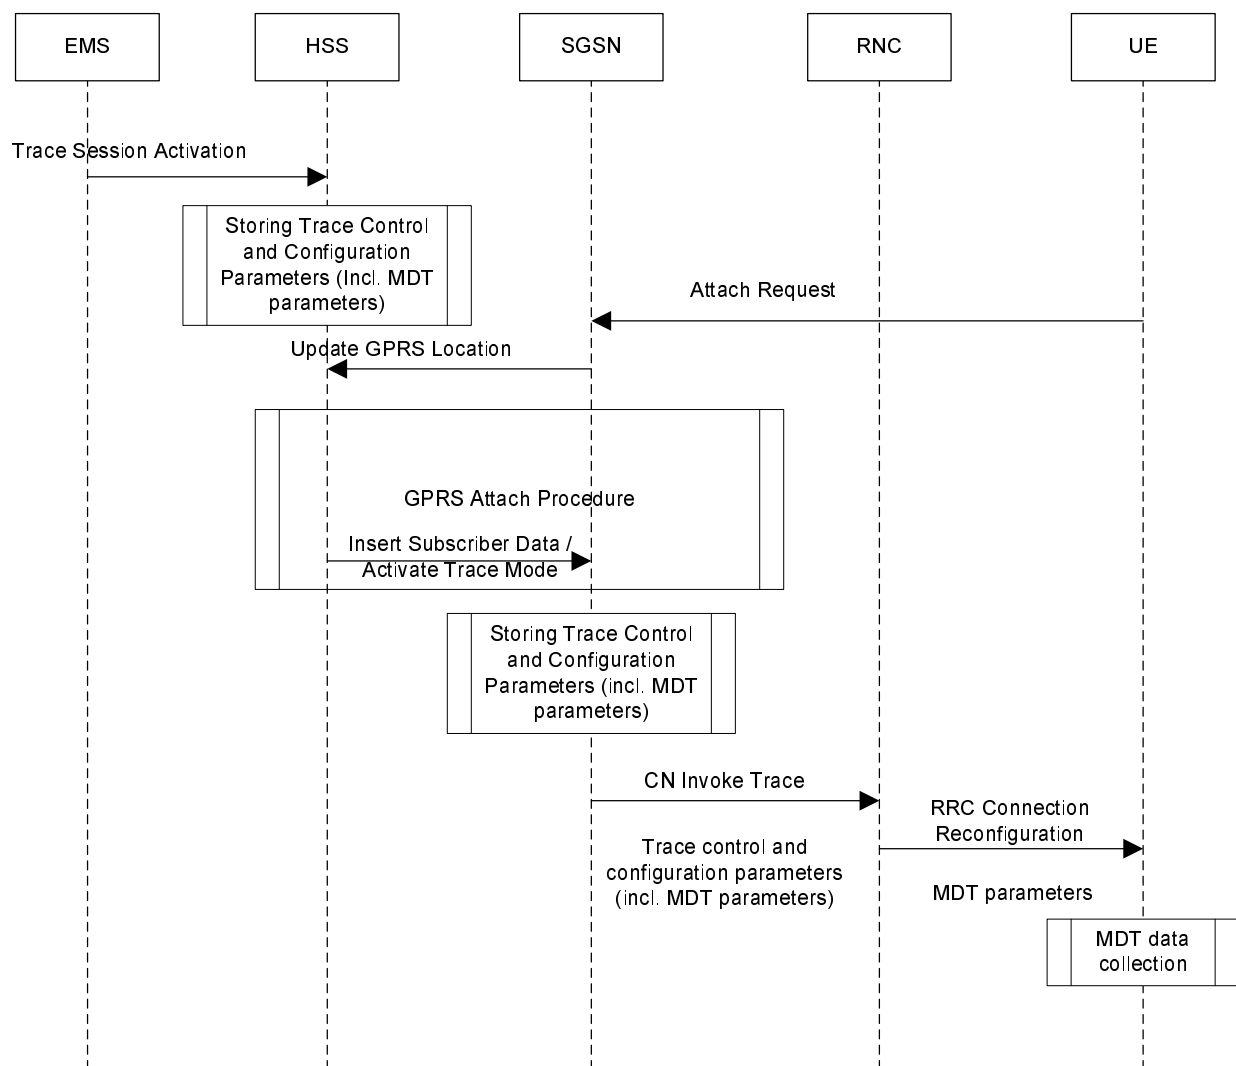 EMS
HSS
SGSN
RNC
UE
Trace Session Activation
Storing Trace Control
and Configuration
Parameters (Incl. MDT
parameters)
Attach Request
Update GPRS Location
GPRS Attach Procedure
Insert Subscriber Data /
Activate Trace Mode
Storing Trace Control
and Configuration
Parameters (incl. MDT
parameters)
CN Invoke Trace
RRC Connection
Reconfiguration
Trace control and
configuration parameters
(incl. MDT parameters)
MDT parameters
MDT data
collection